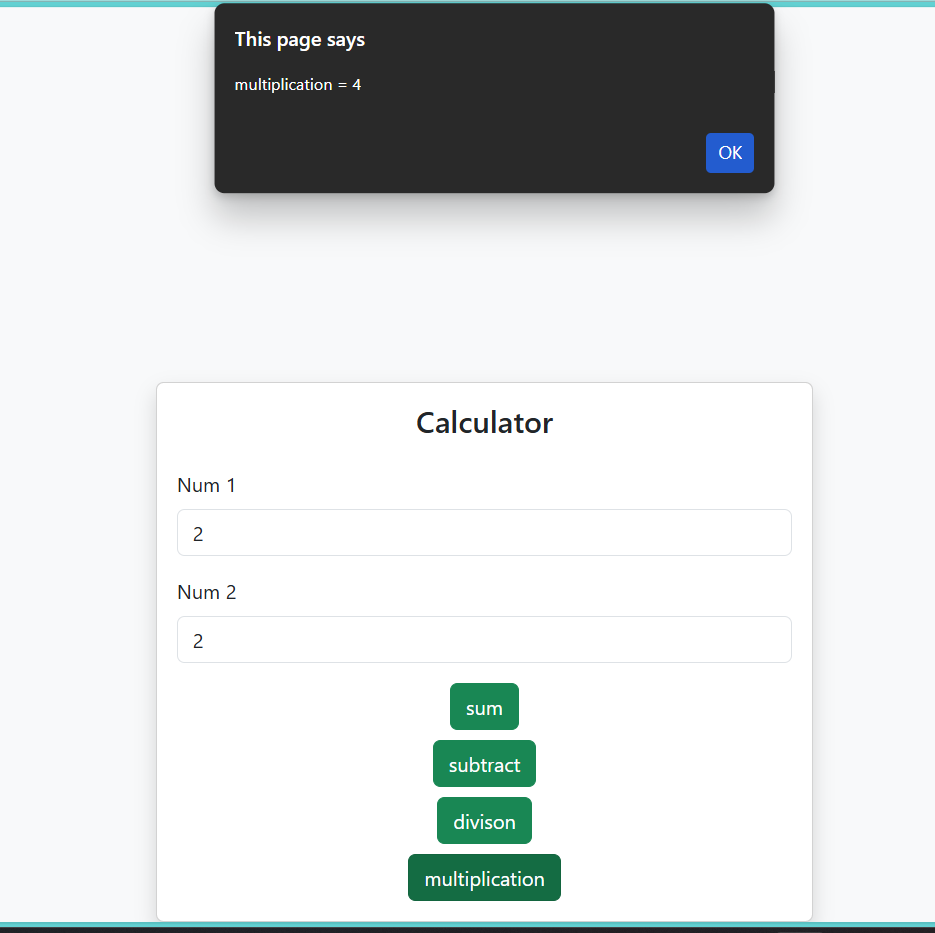 This page says
multiplication = 4
OK
Calculator
Num 1
2
Num 2
2
sum
subtract
divison
multiplication